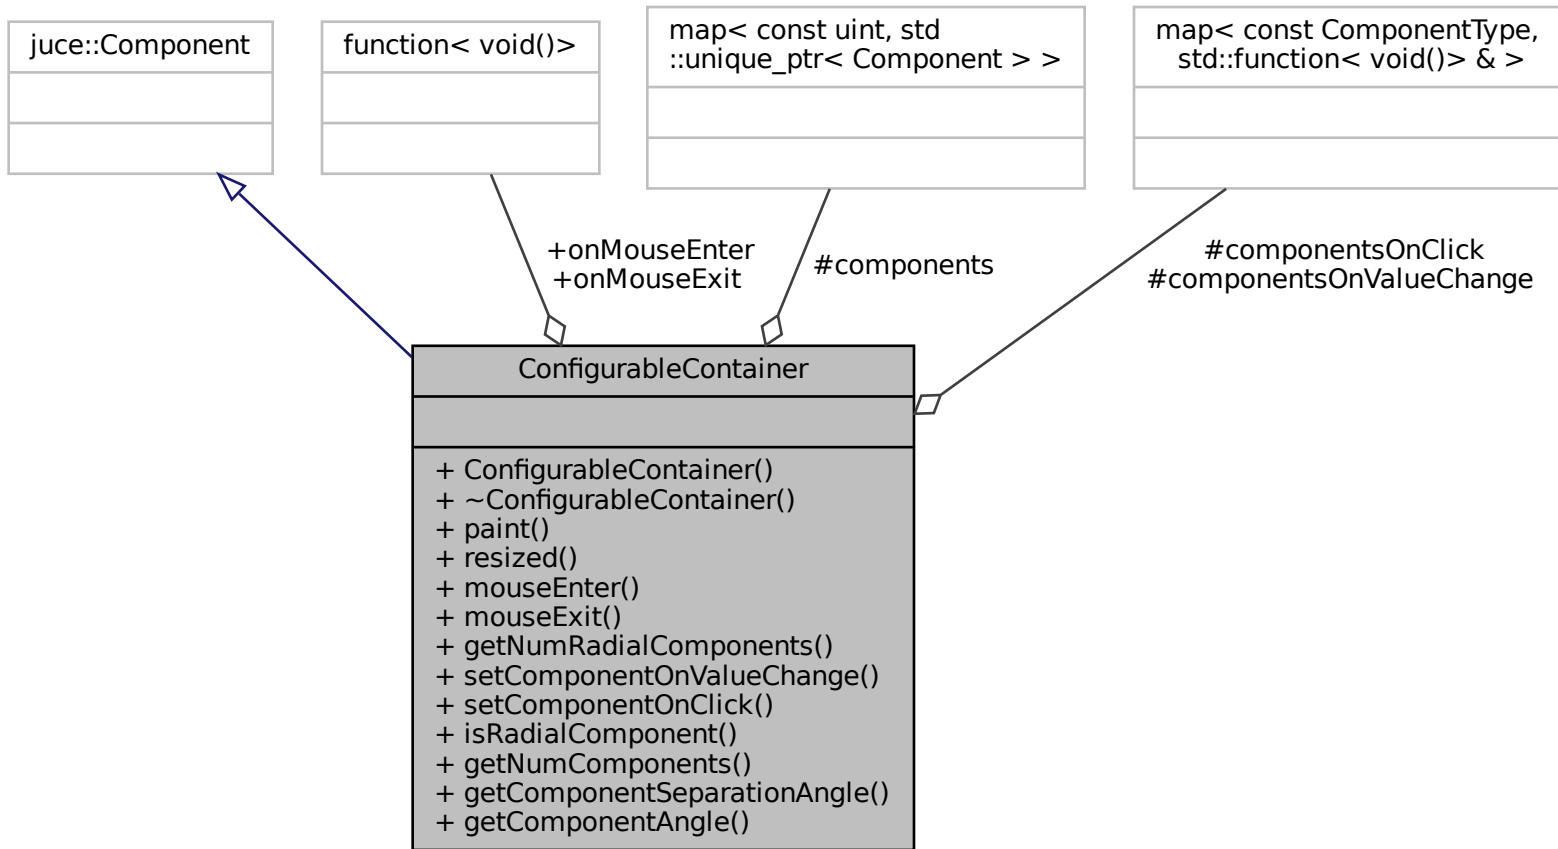 juce::Component
function< void()>
map< const uint, std
::unique_ptr< Component > >
map< const ComponentType,
std::function< void()> & >
+onMouseEnter
+onMouseExit
#components
#componentsOnClick
#componentsOnValueChange
ConfigurableContainer
+ ConfigurableContainer()
+ ~ConfigurableContainer()
+ paint()
+ resized()
+ mouseEnter()
+ mouseExit()
+ getNumRadialComponents()
+ setComponentOnValueChange()
+ setComponentOnClick()
+ isRadialComponent()
+ getNumComponents()
+ getComponentSeparationAngle()
+ getComponentAngle()